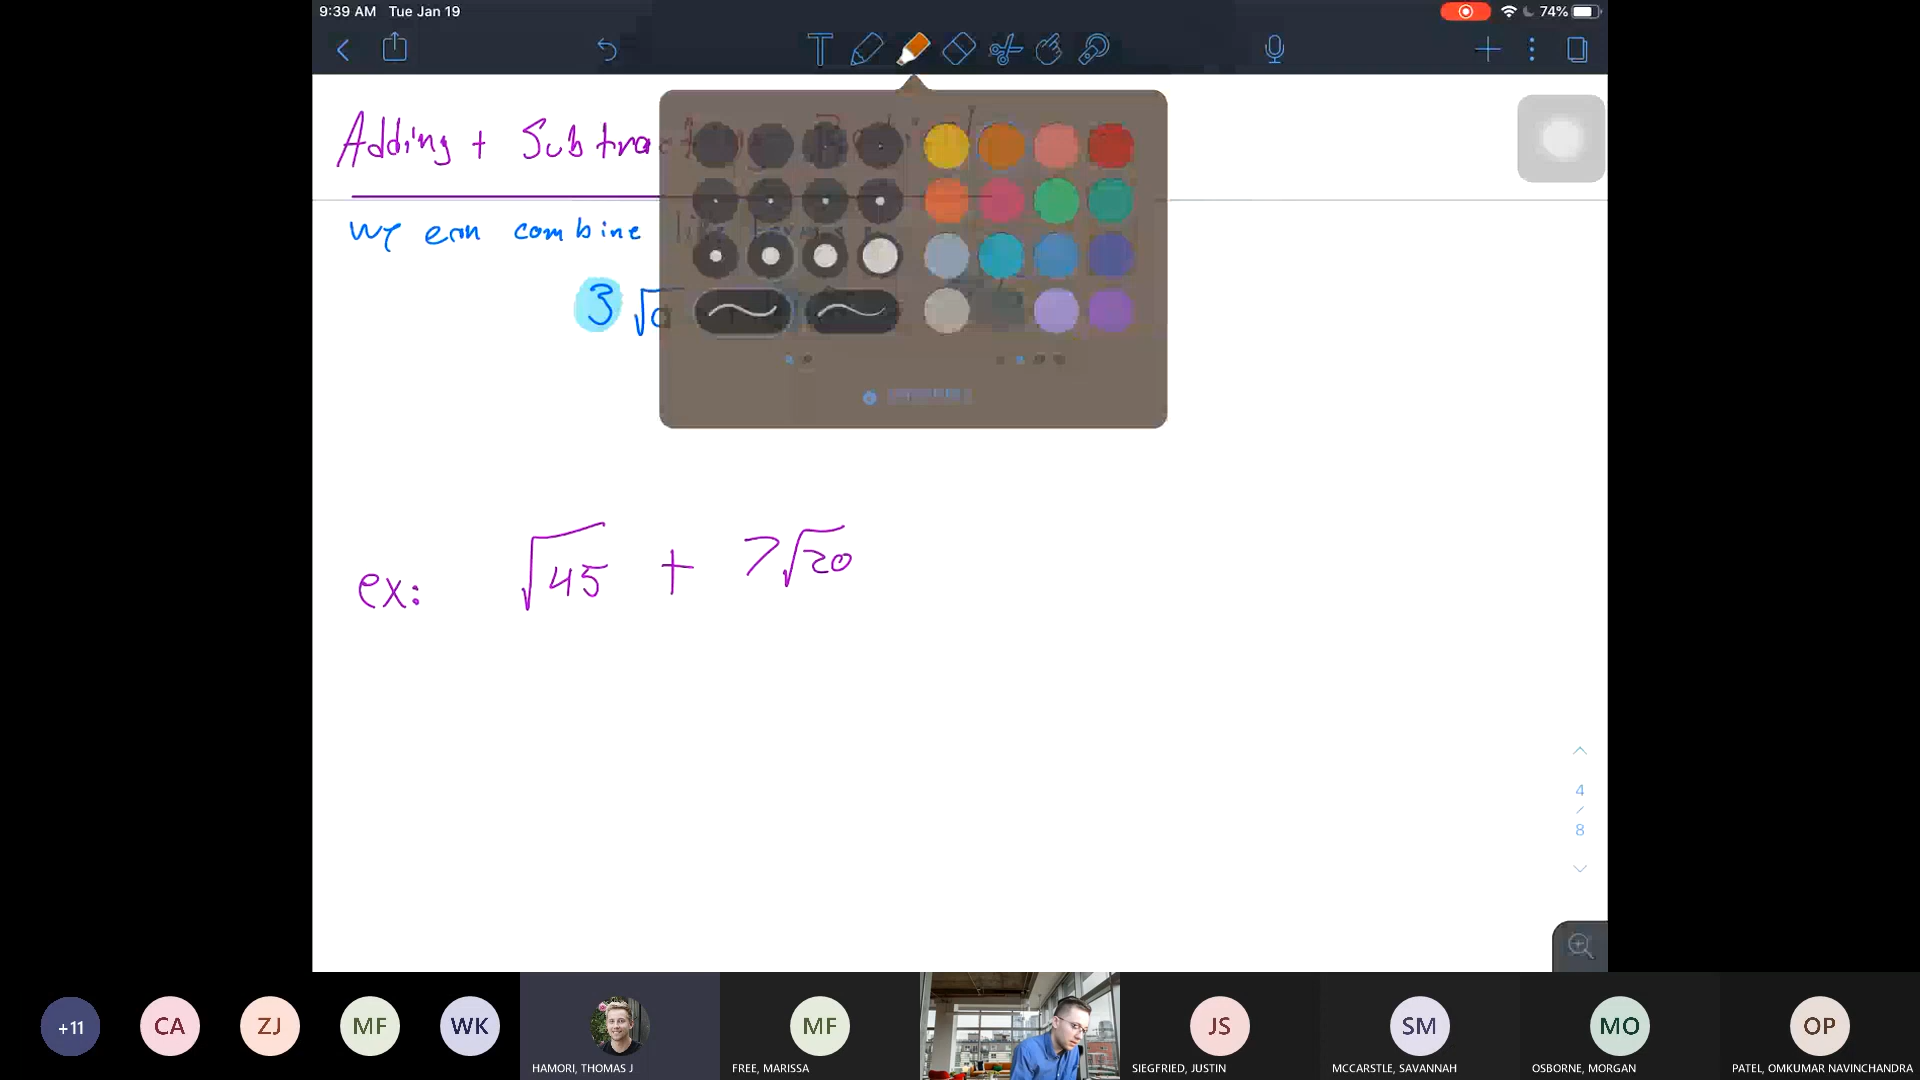 9:39 AM Tue Jan 19
74%
Adding + Subtract
we can combine
3 √
ex: √45 + 7√20
4
/
8
+11
CA
ZJ
MF
WK
HAMORI, THOMAS J
MF
FREE, MARISSA
JS
SIEGFRIED, JUSTIN
SM
MCCARSTLE, SAVANNAH
MO
OSBORNE, MORGAN
OP
PATEL, OMKUMAR NAVINCHANDRA